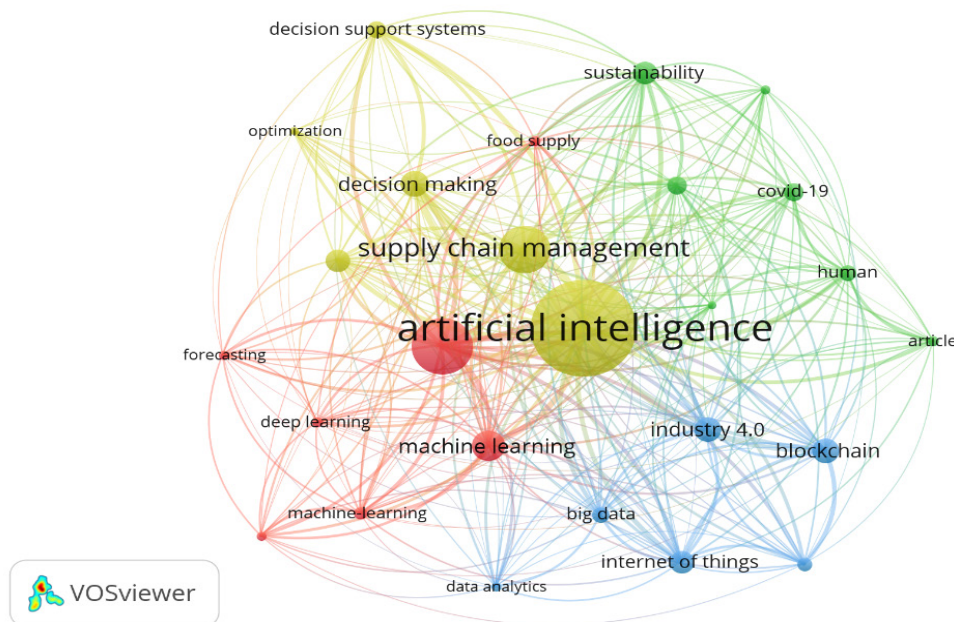 decision support systems
sustainability
optimization
food supply
decision making
covid-19
supply chain management
human
artificial intelligence
article
forecasting
deep learning
industry 4.0
machine learning
blockchain
machine-learning
big data
internet of things
data analytics
VOSviewer